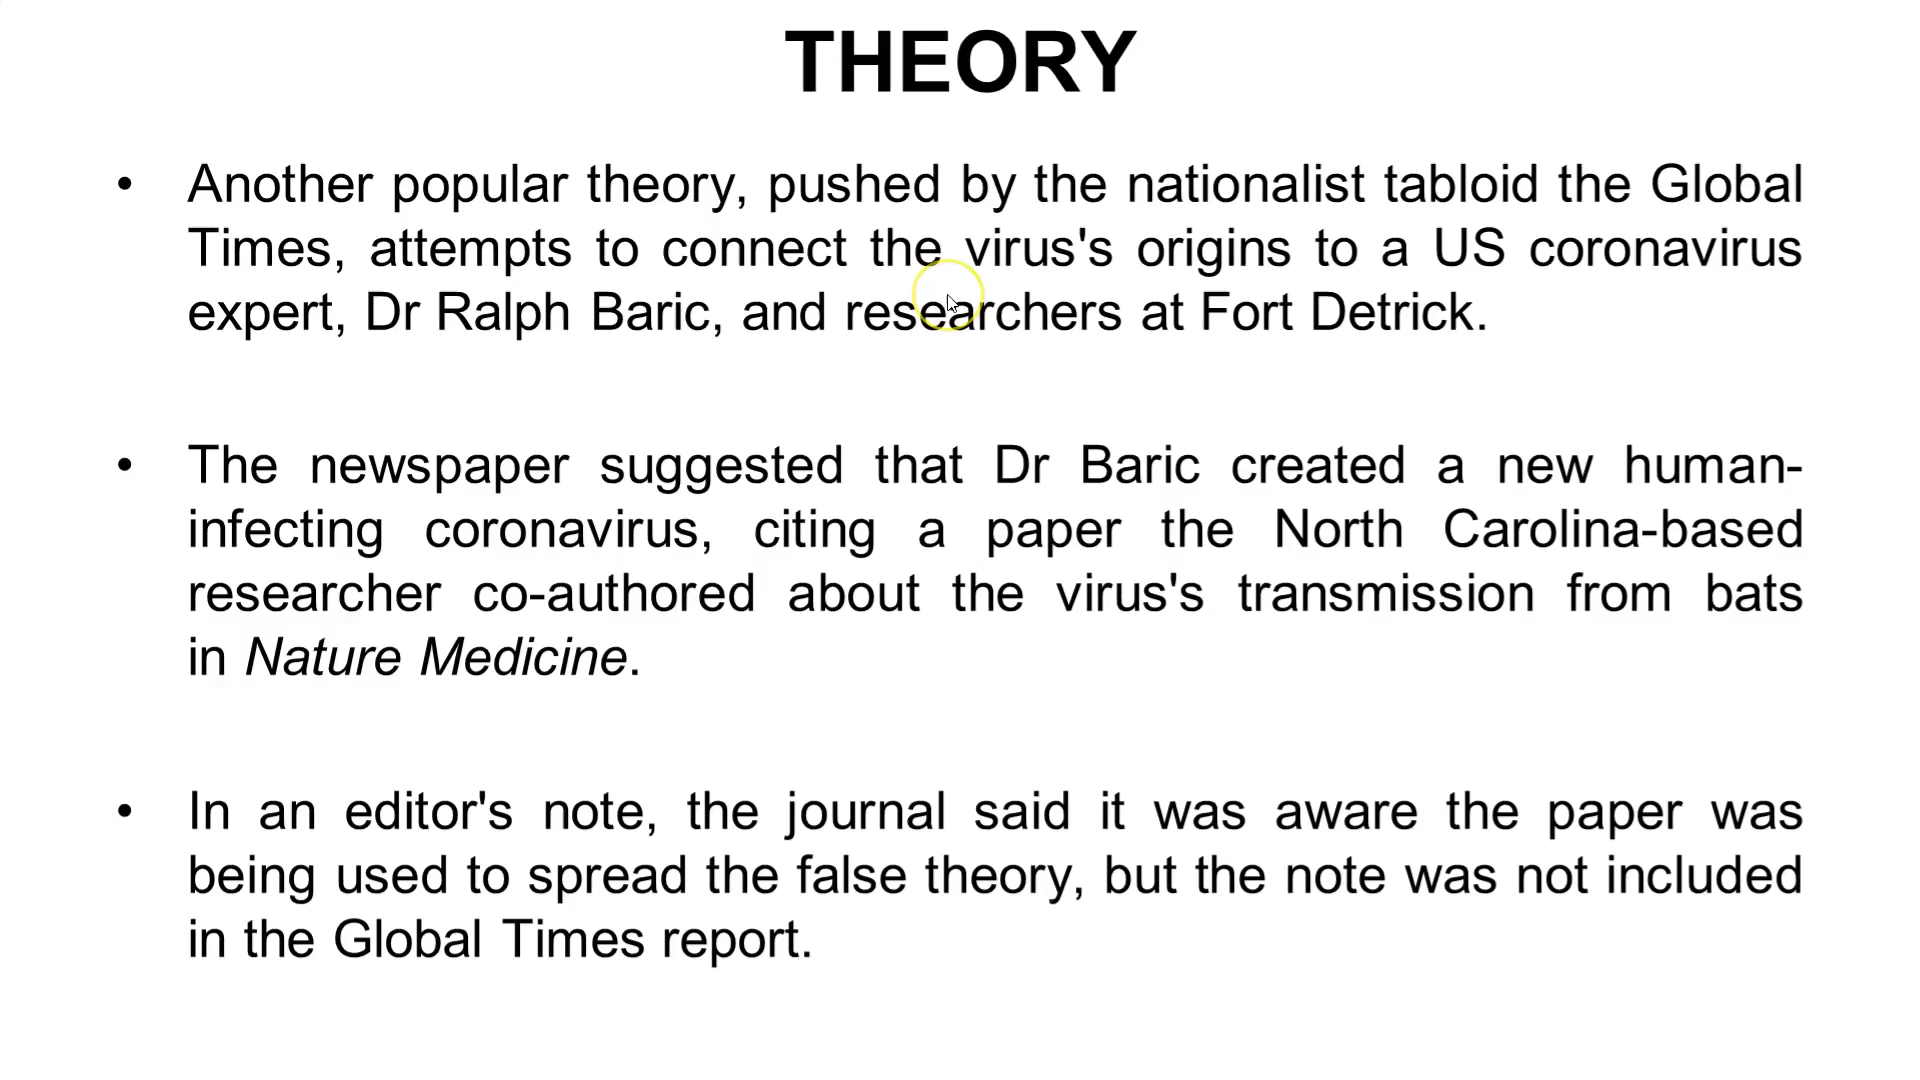 THEORY
• Another popular theory, pushed by the nationalist tabloid the Global
Times, attempts to connect the virus's origins to a US coronavirus
expert, Dr Ralph Baric, and researchers at Fort Detrick.
• The newspaper suggested that Dr Baric created a new human-
infecting coronavirus, citing a paper the North Carolina-based
researcher co-authored about the virus's transmission from bats
in Nature Medicine.
• In an editor's note, the journal said it was aware the paper was
being used to spread the false theory, but the note was not included
in the Global Times report.